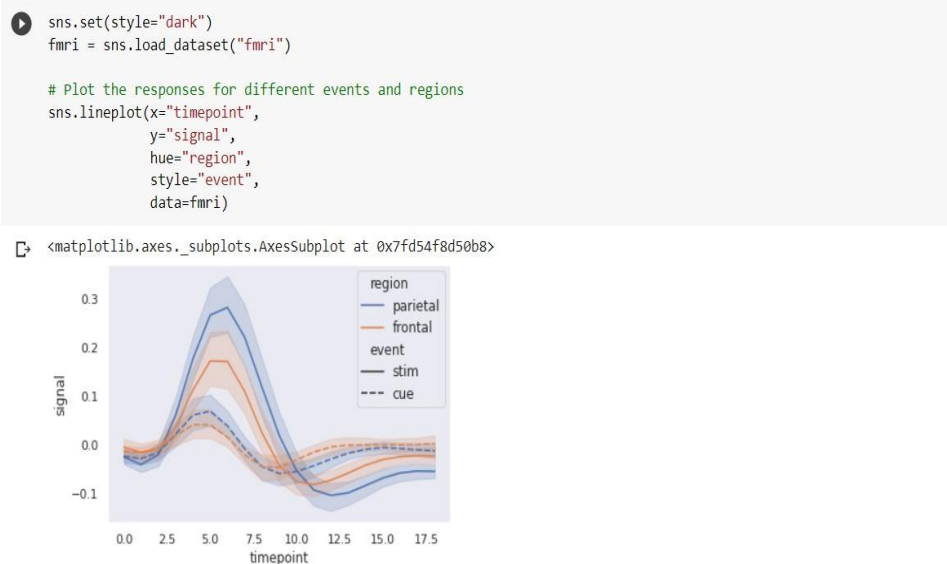 sns.set(style="dark")
fmri = sns.load_dataset("fmri")
# Plot the responses for different events and regions
sns.lineplot(x="timepoint",
y="signal",
hue="region",
style="event",
data=fmri)
<matplotlib.axes._subplots.AxesSubplot at 0x7fd54f8d50b8>
region
parietal
frontal
event
stim
cue
signal
0.3
0.2
0.1
0.0
−0.1
0.0 2.5 5.0 7.5 10.0 12.5 15.0 17.5
timepoint